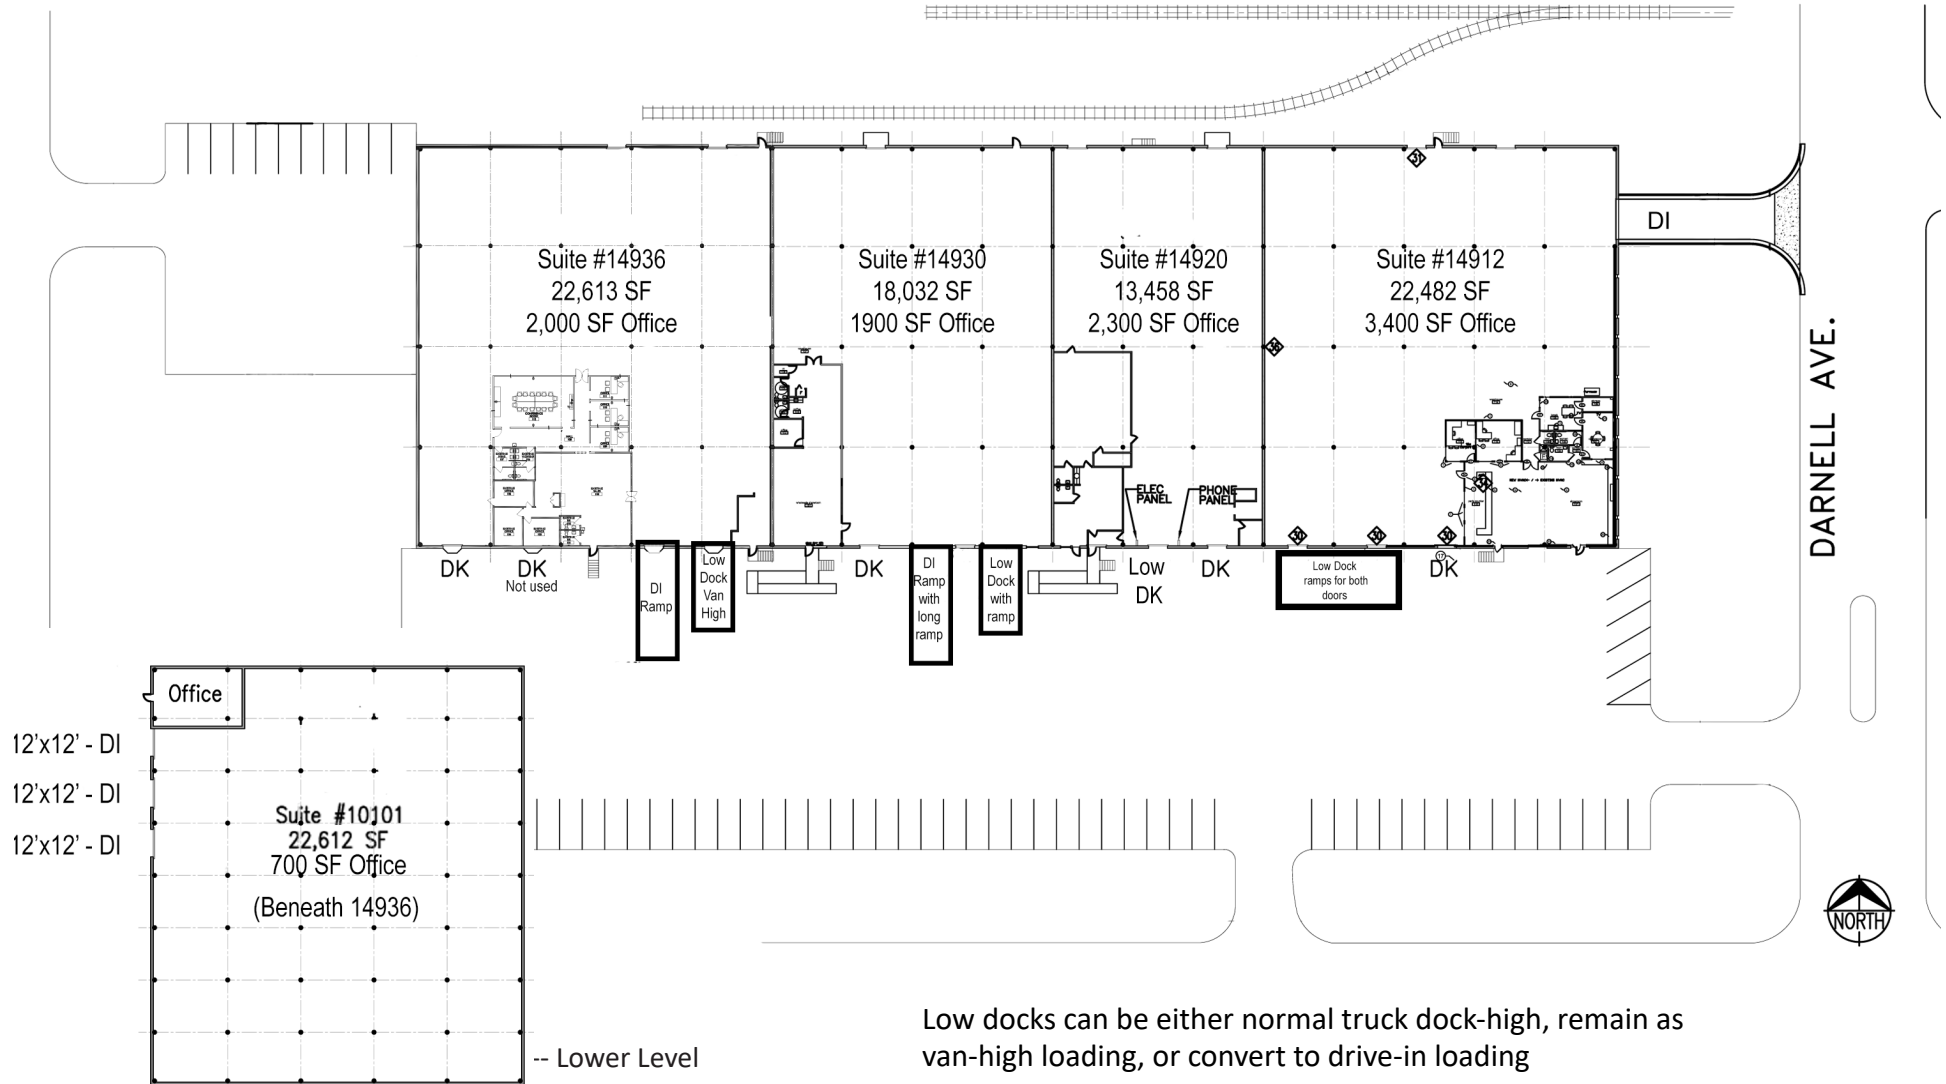 DI
Suite #14936
22,613 SF
2,000 SF Office
Suite #14930
18,032 SF
1900 SF Office
Suite #14920
13,458 SF
2,300 SF Office
Suite #14912
22,482 SF
3,400 SF Office
DARNELL AVE.
ELEC
PANEL
PHONE
PANEL
DK
DK
Not used
DI
Ramp
Low
Dock
Van
High
DK
DI
Ramp
with
long
ramp
Low
Dock
with
ramp
Low
DK
DK
Low Dock
ramps for both
doors
DK
Office
12'x12' - DI
12'x12' - DI
12'x12' - DI
Suite #10101
22,612 SF
700 SF Office
(Beneath 14936)
-- Lower Level
NORTH
Low docks can be either normal truck dock-high, remain as
van-high loading, or convert to drive-in loading